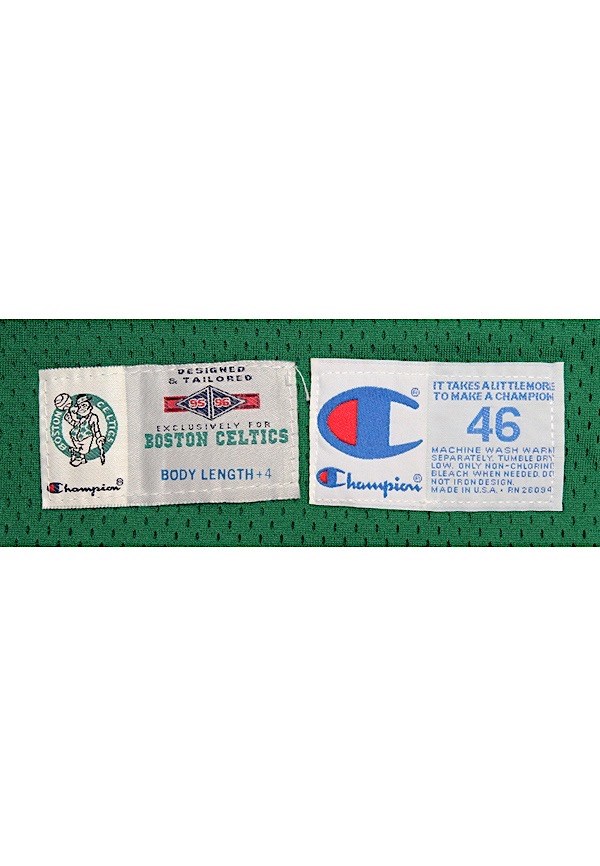 DESIGNED
& TAILORED
95 96
EXCLUSIVELY FOR
BOSTON CELTICS
BODY LENGTH +4
BOSTON CELTICS
Champion®
®
Champion®
IT TAKES A LITTLE MORE
TO MAKE A CHAMPION
46
MACHINE WASH WARM
SEPARATELY. TUMBLE DRY
LOW, ONLY NON-CHLORINE
BLEACH WHEN NEEDED. DO
NOT IRON DESIGN.
MADE IN U.S.A. • RN 26094